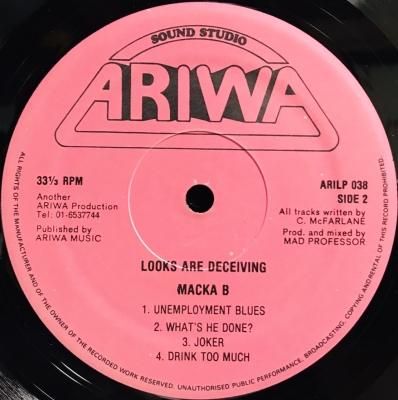 SOUND STUDIO
ARIWA
33⅓ RPM
Another
ARIWA Production
Tel: 01-6537744
Published by
ARIWA MUSIC
ARILP 038
SIDE 2
All tracks written by
C. McFARLANE
Prod. and mixed by
MAD PROFESSOR
LOOKS ARE DECEIVING
MACKA B
1. UNEMPLOYMENT BLUES
2. WHAT'S HE DONE?
3. JOKER
4. DRINK TOO MUCH
ALL RIGHTS OF THE MANUFACTURER AND OF THE OWNER OF THE RECORDED WORK RESERVED. UNAUTHORISED PUBLIC PERFORMANCE, BROADCASTING, COPYING AND RENTAL OF THIS RECORD PROHIBITED.